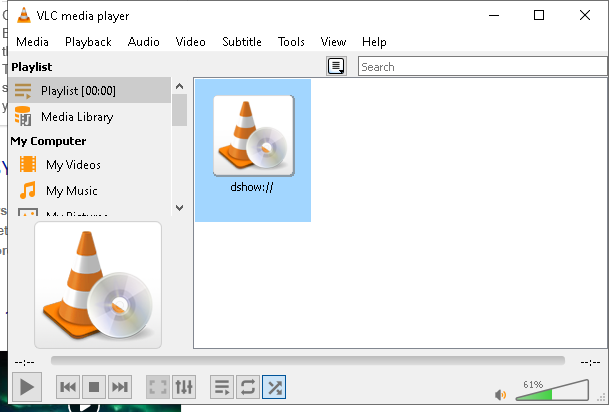 VLC media player
Media Playback Audio Video Subtitle Tools View Help
Playlist
Search
Playlist [00:00]
Media Library
My Computer
My Videos
My Music
My Pictures
dshow://
--:-- --:--
61%